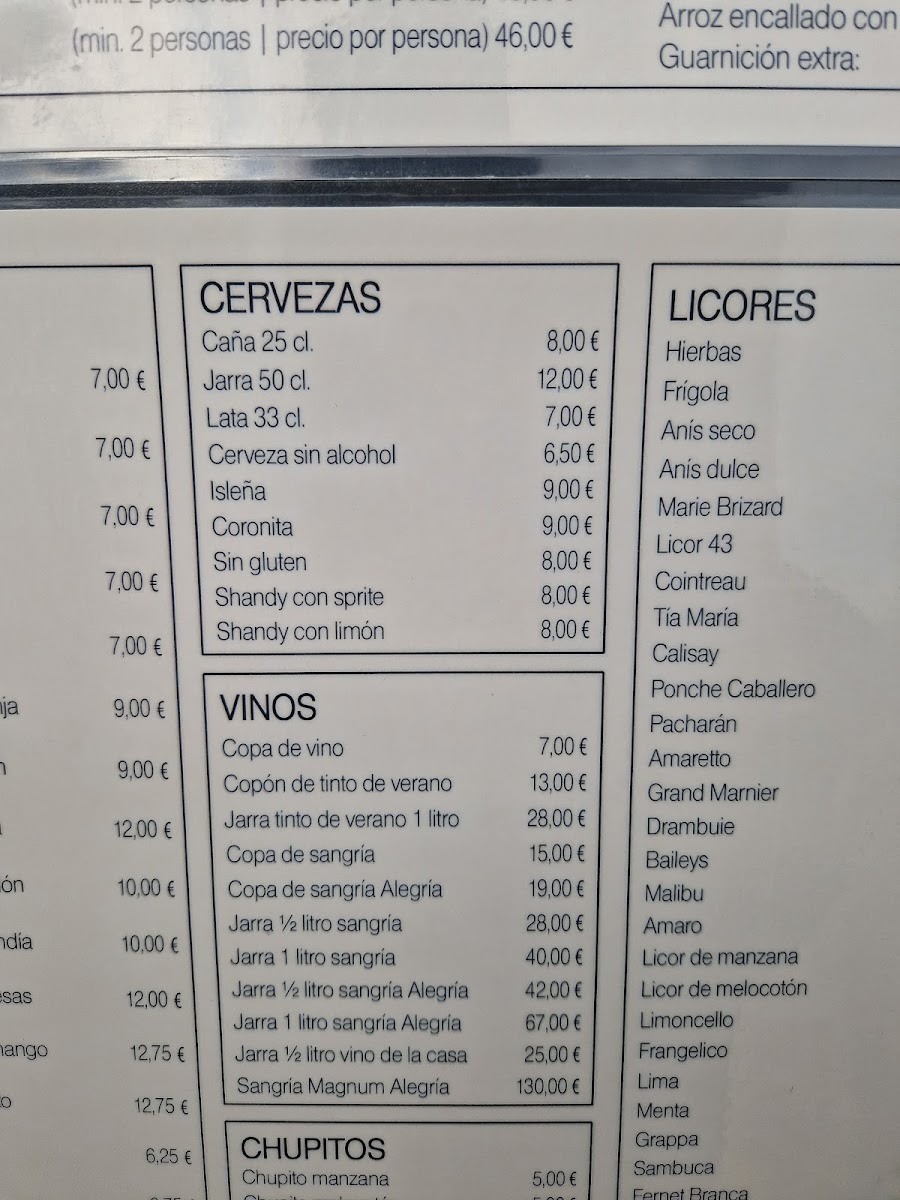 (min. 2 personas | precio por persona) 46,00 €
Arroz encallado con
Guarnición extra:
7,00 €
7,00 €
7,00 €
7,00 €
7,00 €
9,00 €
9,00 €
12,00 €
ón 10,00 €
ndía 10,00 €
esas 12,00 €
mango 12,75 €
12,75 €
6,25 €
CERVEZAS
Caña 25 cl. 8,00 €
Jarra 50 cl. 12,00 €
Lata 33 cl. 7,00 €
Cerveza sin alcohol 6,50 €
Isleña 9,00 €
Coronita 9,00 €
Sin gluten 8,00 €
Shandy con sprite 8,00 €
Shandy con limón 8,00 €
VINOS
Copa de vino 7,00 €
Copón de tinto de verano 13,00 €
Jarra tinto de verano 1 litro 28,00 €
Copa de sangría 15,00 €
Copa de sangría Alegría 19,00 €
Jarra ½ litro sangría 28,00 €
Jarra 1 litro sangría 40,00 €
Jarra ½ litro sangría Alegría 42,00 €
Jarra 1 litro sangría Alegría 67,00 €
Jarra ½ litro vino de la casa 25,00 €
Sangría Magnum Alegría 130,00 €
CHUPITOS
Chupito manzana 5,00 €
LICORES
Hierbas
Frígola
Anís seco
Anís dulce
Marie Brizard
Licor 43
Cointreau
Tía María
Calisay
Ponche Caballero
Pacharán
Amaretto
Grand Marnier
Drambuie
Baileys
Malibu
Amaro
Licor de manzana
Licor de melocotón
Limoncello
Frangelico
Lima
Menta
Grappa
Sambuca
Fernet Branca